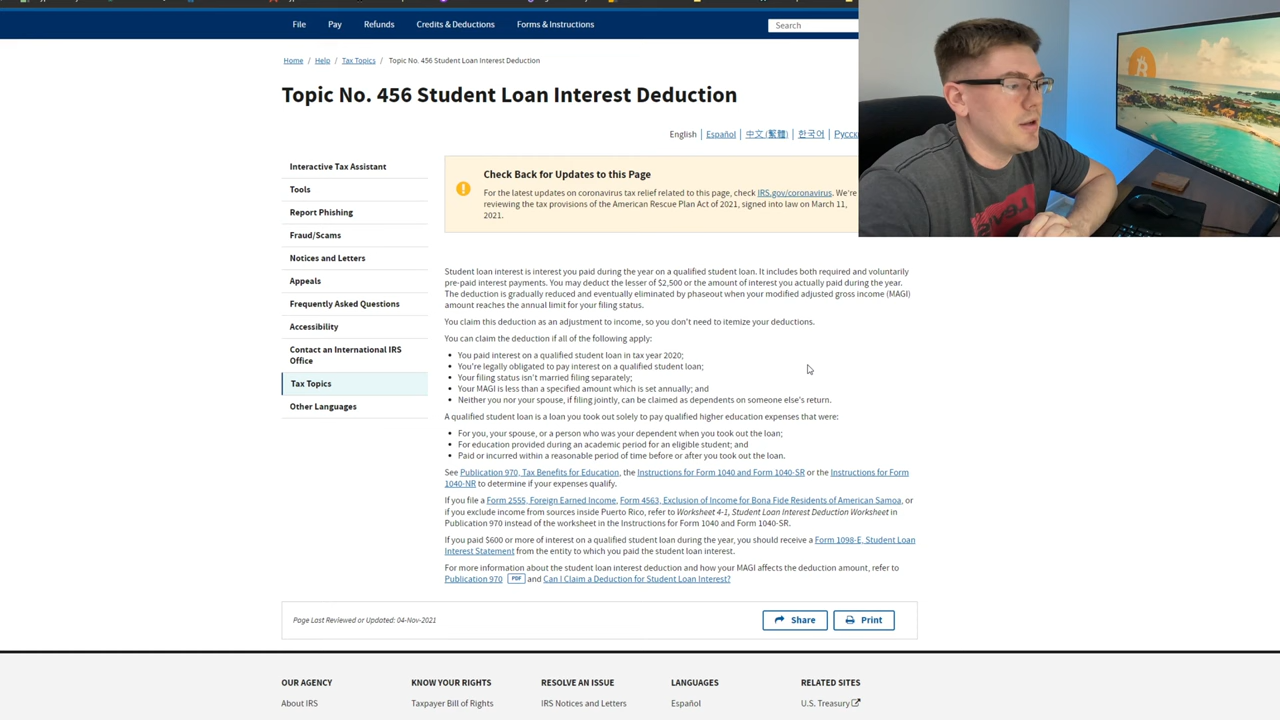 File Pay Refunds Credits & Deductions Forms & Instructions Search
Home / Help / Tax Topics / Topic No. 456 Student Loan Interest Deduction
Topic No. 456 Student Loan Interest Deduction
English | Español | 中文 (繁體) | 한국어 |
Interactive Tax Assistant
Tools
Report Phishing
Fraud/Scams
Notices and Letters
Appeals
Frequently Asked Questions
Accessibility
Contact an International IRS
Office
Tax Topics
Other Languages
Check Back for Updates to this Page
For the latest updates on coronavirus tax relief related to this page, check IRS.gov/coronavirus. We're
reviewing the tax provisions of the American Rescue Plan Act of 2021, signed into law on March 11,
2021.
Student loan interest is interest you paid during the year on a qualified student loan. It includes both required and voluntarily
pre-paid interest payments. You may deduct the lesser of $2,500 or the amount of interest you actually paid during the year.
The deduction is gradually reduced and eventually eliminated by phaseout when your modified adjusted gross income (MAGI)
amount reaches the annual limit for your filing status.
You claim this deduction as an adjustment to income, so you don't need to itemize your deductions.
You can claim the deduction if all of the following apply:
• You paid interest on a qualified student loan in tax year 2020;
• You're legally obligated to pay interest on a qualified student loan;
• Your filing status isn't married filing separately;
• Your MAGI is less than a specified amount which is set annually; and
• Neither you nor your spouse, if filing jointly, can be claimed as dependents on someone else's return.
A qualified student loan is a loan you took out solely to pay qualified higher education expenses that were:
• For you, your spouse, or a person who was your dependent when you took out the loan;
• For education provided during an academic period for an eligible student; and
• Paid or incurred within a reasonable period of time before or after you took out the loan.
See Publication 970, Tax Benefits for Education, the Instructions for Form 1040 and Form 1040-SR or the Instructions for Form
1040-NR to determine if your expenses qualify.
If you file a Form 2555, Foreign Earned Income, Form 4563, Exclusion of Income for Bona Fide Residents of American Samoa, or
if you exclude income from sources inside Puerto Rico, refer to Worksheet 4-1, Student Loan Interest Deduction Worksheet in
Publication 970 instead of the worksheet in the Instructions for Form 1040 and Form 1040-SR.
If you paid $600 or more of interest on a qualified student loan during the year, you should receive a Form 1098-E, Student Loan
Interest Statement from the entity to which you paid the student loan interest.
For more information about the student loan interest deduction and how your MAGI affects the deduction amount, refer to
Publication 970 PDF and Can I Claim a Deduction for Student Loan Interest?
Page Last Reviewed or Updated: 04-Nov-2021
Share
Print
OUR AGENCY KNOW YOUR RIGHTS RESOLVE AN ISSUE LANGUAGES RELATED SITES
About IRS Taxpayer Bill of Rights IRS Notices and Letters Español U.S. Treasury